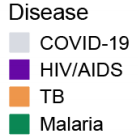 Disease
COVID-19
HIV/AIDS
TB
Malaria